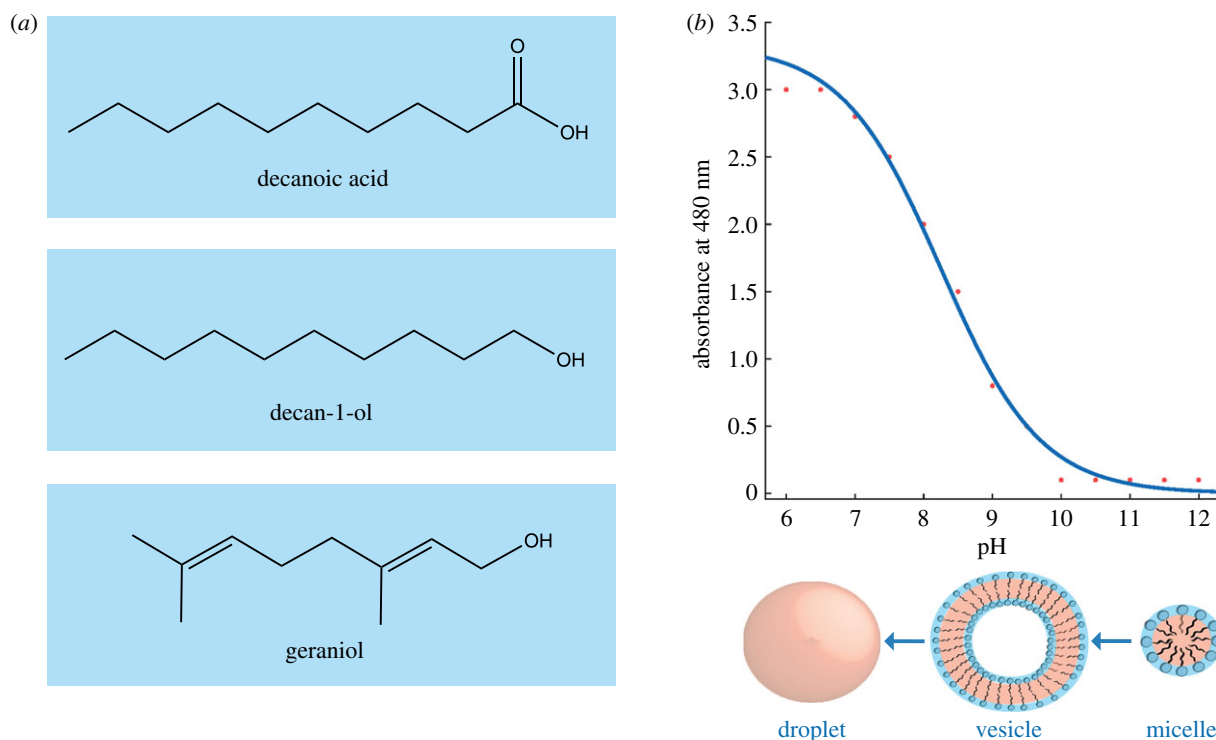 (a)
O
OH
decanoic acid
OH
decan-1-ol
OH
geraniol
(b)
3.5
3.0
2.5
2.0
1.5
1.0
0.5
0
absorbance at 480 nm
6 7 8 9 10 11 12
pH
droplet vesicle micelle